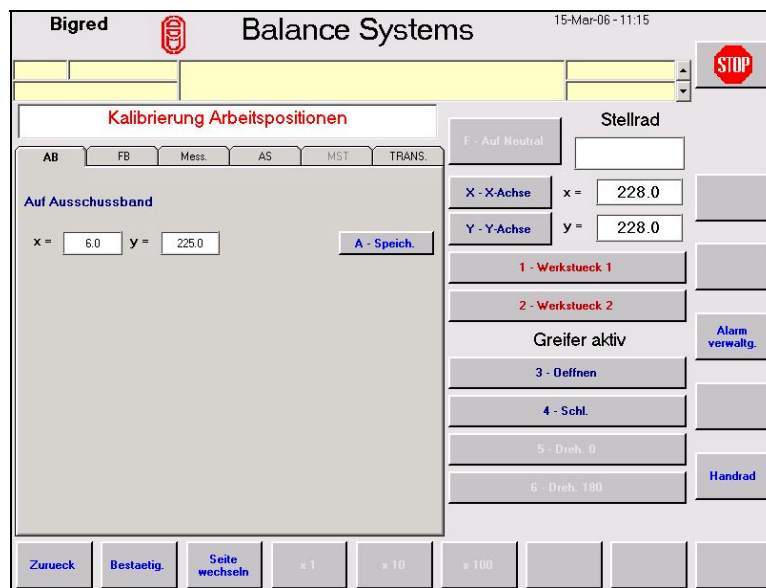 Bigred
Balance Systems
15-Mar-06 - 11:15
STOP
Kalibrierung Arbeitspositionen
AB FB Mess. AS MST TRANS.
Auf Ausschussband
x = 6.0 y = 225.0 A - Speich.
F - Auf Neutral
Stellrad
X - X-Achse x = 228.0
Y - Y-Achse y = 228.0
1 - Werkstueck 1
2 - Werkstueck 2
Greifer aktiv
3 - Oeffnen
4 - Schl.
5 - Dreh. 0
6 - Dreh. 180
Alarm
verwaltg.
Handrad
Zurueck
Bestaetig.
Seite
wechseln
x 1
x 10
x 100